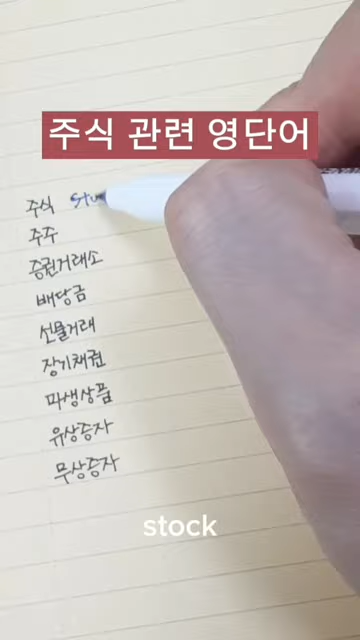 주식 관련 영단어
주식 stu
주주
증권거래소
배당금
선물거래
장기채권
파생상품
유상증자
무상증자
stock